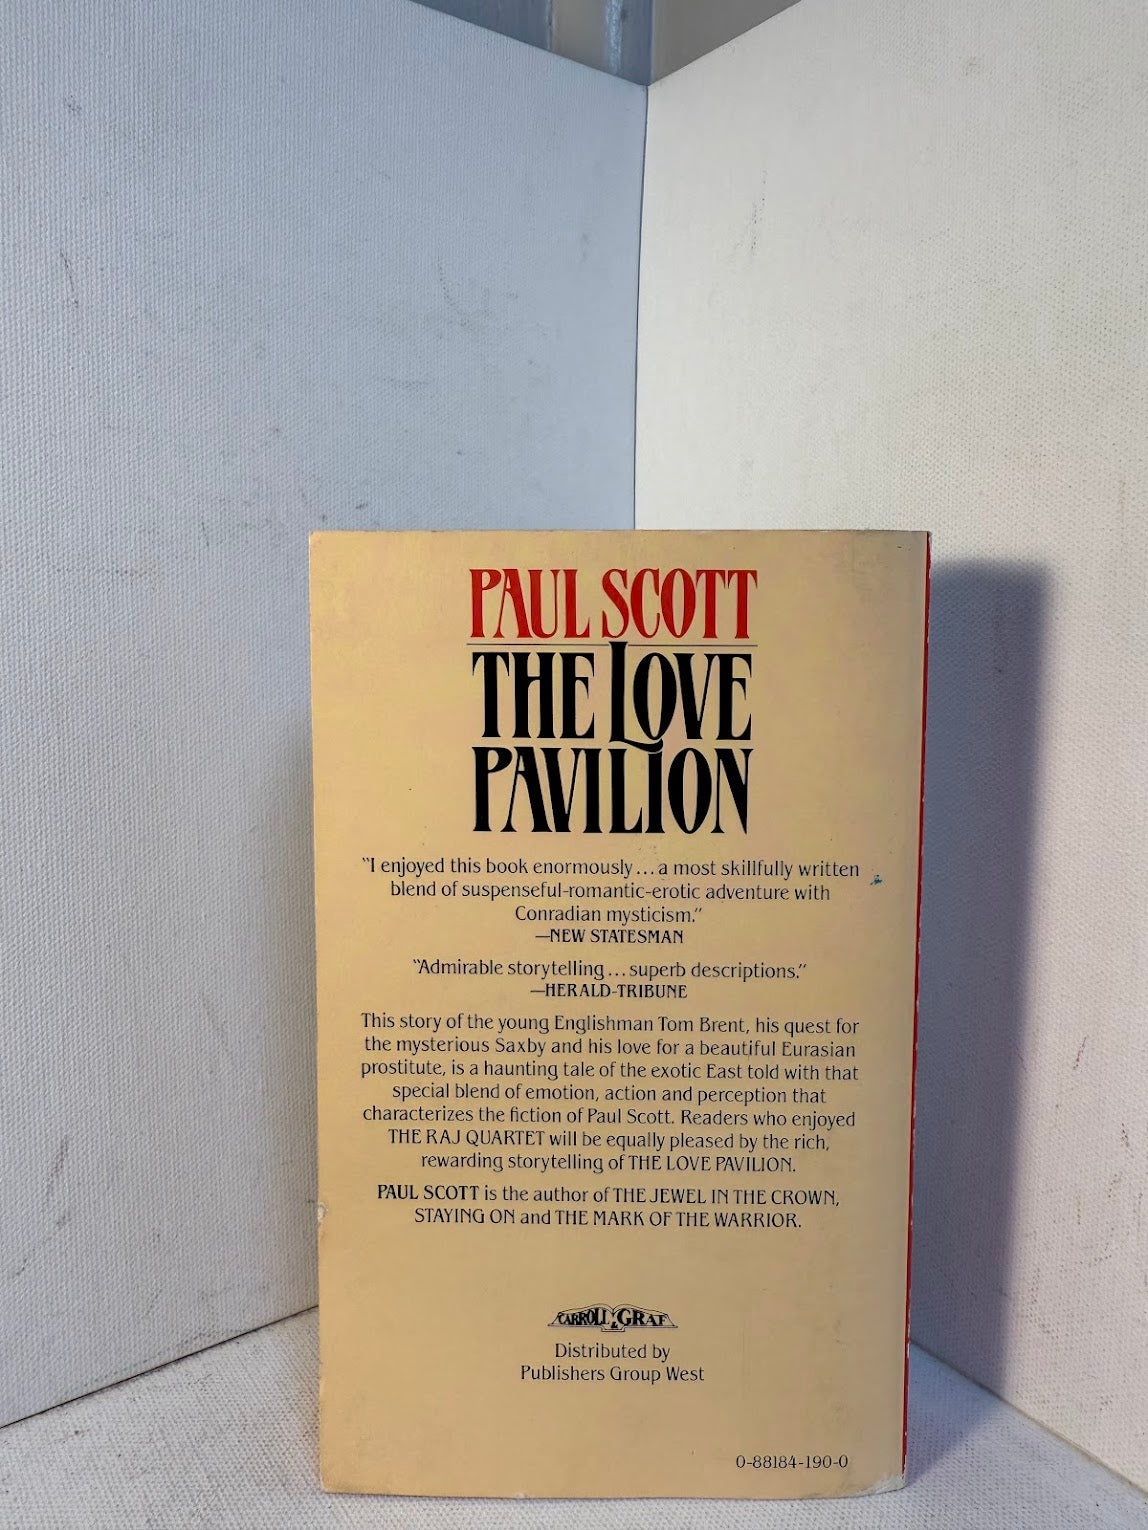 PAUL SCOTT
THE LOVE
PAVILION
"I enjoyed this book enormously...a most skillfully written
blend of suspenseful-romantic-erotic adventure with
Conradian mysticism."
—NEW STATESMAN
"Admirable storytelling...superb descriptions."
—HERALD-TRIBUNE
This story of the young Englishman Tom Brent, his quest for
the mysterious Saxby and his love for a beautiful Eurasian
prostitute, is a haunting tale of the exotic East told with that
special blend of emotion, action and perception that
characterizes the fiction of Paul Scott. Readers who enjoyed
THE RAJ QUARTET will be equally pleased by the rich,
rewarding storytelling of THE LOVE PAVILION.
PAUL SCOTT is the author of THE JEWEL IN THE CROWN,
STAYING ON and THE MARK OF THE WARRIOR.
CARROLL & GRAF
Distributed by
Publishers Group West
0-88184-190-0